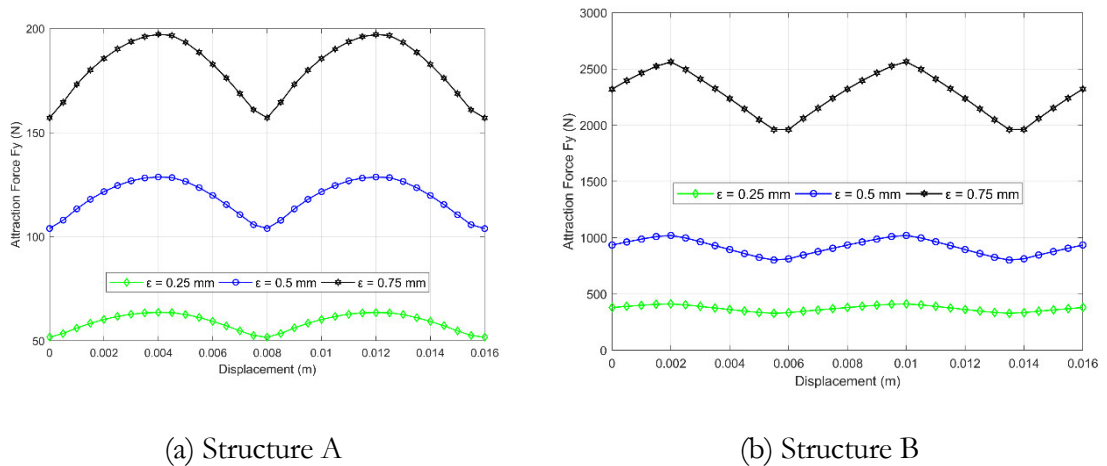 200
150
100
50
Attraction Force Fy (N)
ε = 0.25 mm ε = 0.5 mm ε = 0.75 mm
0 0.002 0.004 0.006 0.008 0.01 0.012 0.014 0.016
Displacement (m)
(a) Structure A
3000
2500
2000
1500
1000
500
0
Attraction Force Fy (N)
ε = 0.25 mm ε = 0.5 mm ε = 0.75 mm
0 0.002 0.004 0.006 0.008 0.01 0.012 0.014 0.016
Displacement (m)
(b) Structure B